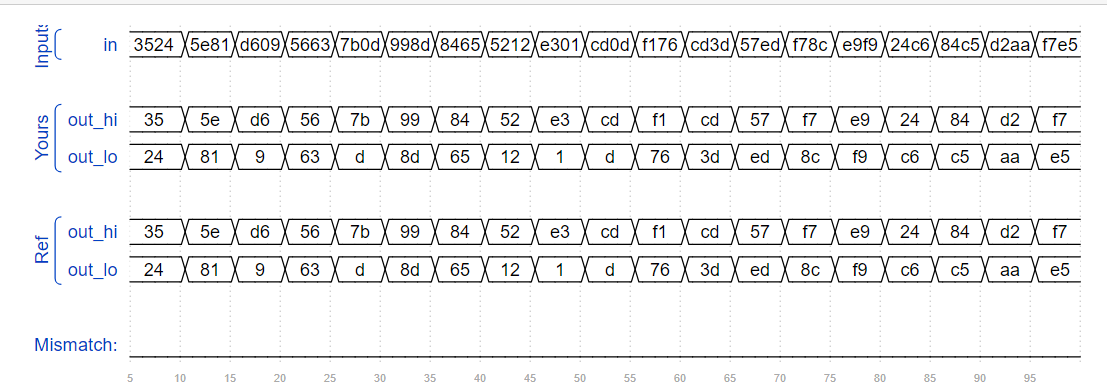 Inputs
in 3524 5e81 d609 5663 7b0d 998d 8465 5212 e301 cd0d f176 cd3d 57ed f78c e9f9 24c6 84c5 d2aa f7e5
Yours
out_hi 35 5e d6 56 7b 99 84 52 e3 cd f1 cd 57 f7 e9 24 84 d2 f7
out_lo 24 81 9 63 d 8d 65 12 1 d 76 3d ed 8c f9 c6 c5 aa e5
Ref
out_hi 35 5e d6 56 7b 99 84 52 e3 cd f1 cd 57 f7 e9 24 84 d2 f7
out_lo 24 81 9 63 d 8d 65 12 1 d 76 3d ed 8c f9 c6 c5 aa e5
Mismatch:
5 10 15 20 25 30 35 40 45 50 55 60 65 70 75 80 85 90 95